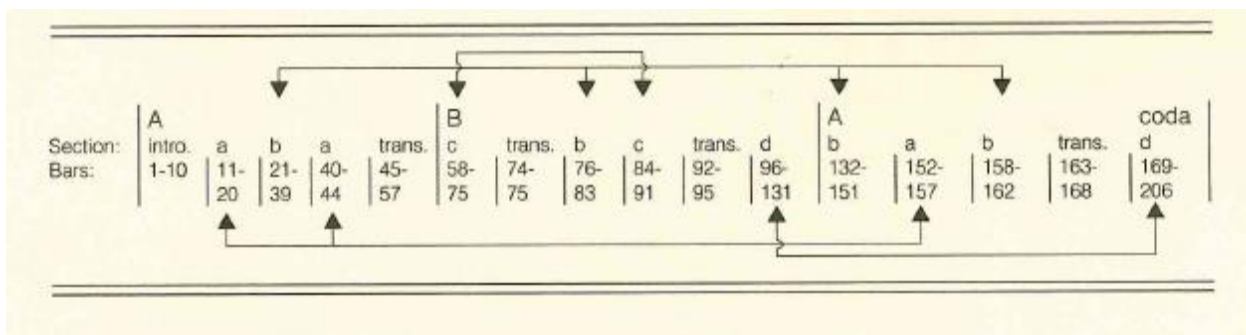 A B A coda
Section: intro. a b a trans. c trans. b c trans. d b a b trans. d
Bars: 1-10 11- 21- 40- 45- 58- 74- 76- 84- 92- 96- 132- 152- 158- 163- 169-
20 39 44 57 75 75 83 91 95 131 151 157 162 168 206